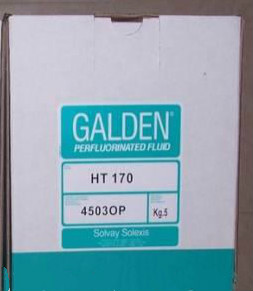 GALDEN®
PERFLUORINATED FLUID
HT 170
4503OP
Kg.5
Solvay Solexis